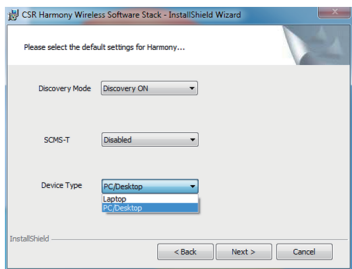 CSR Harmony Wireless Software Stack - InstallShield Wizard
Please select the default settings for Harmony...
Discovery Mode Discovery ON
SCMS-T Disabled
Device Type PC/Desktop
Laptop
PC/Desktop
InstallShield
< Back Next > Cancel